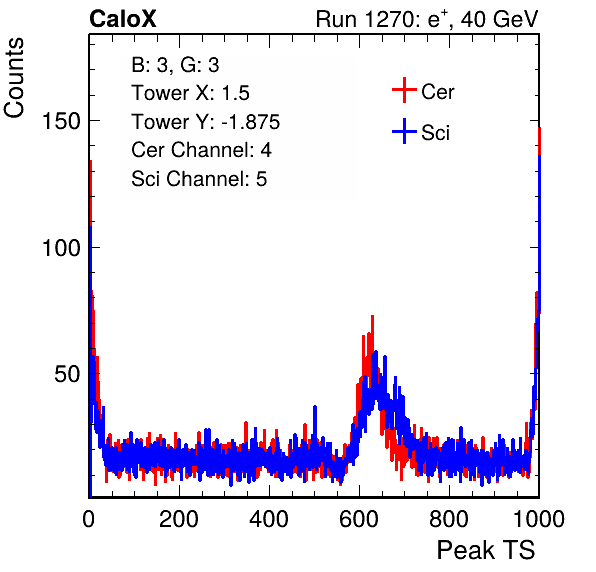 CaloX Run 1270: e⁺, 40 GeV
Counts
B: 3, G: 3
Tower X: 1.5
Tower Y: -1.875
Cer Channel: 4
Sci Channel: 5
Cer
Sci
150
100
50
0 200 400 600 800 1000
Peak TS